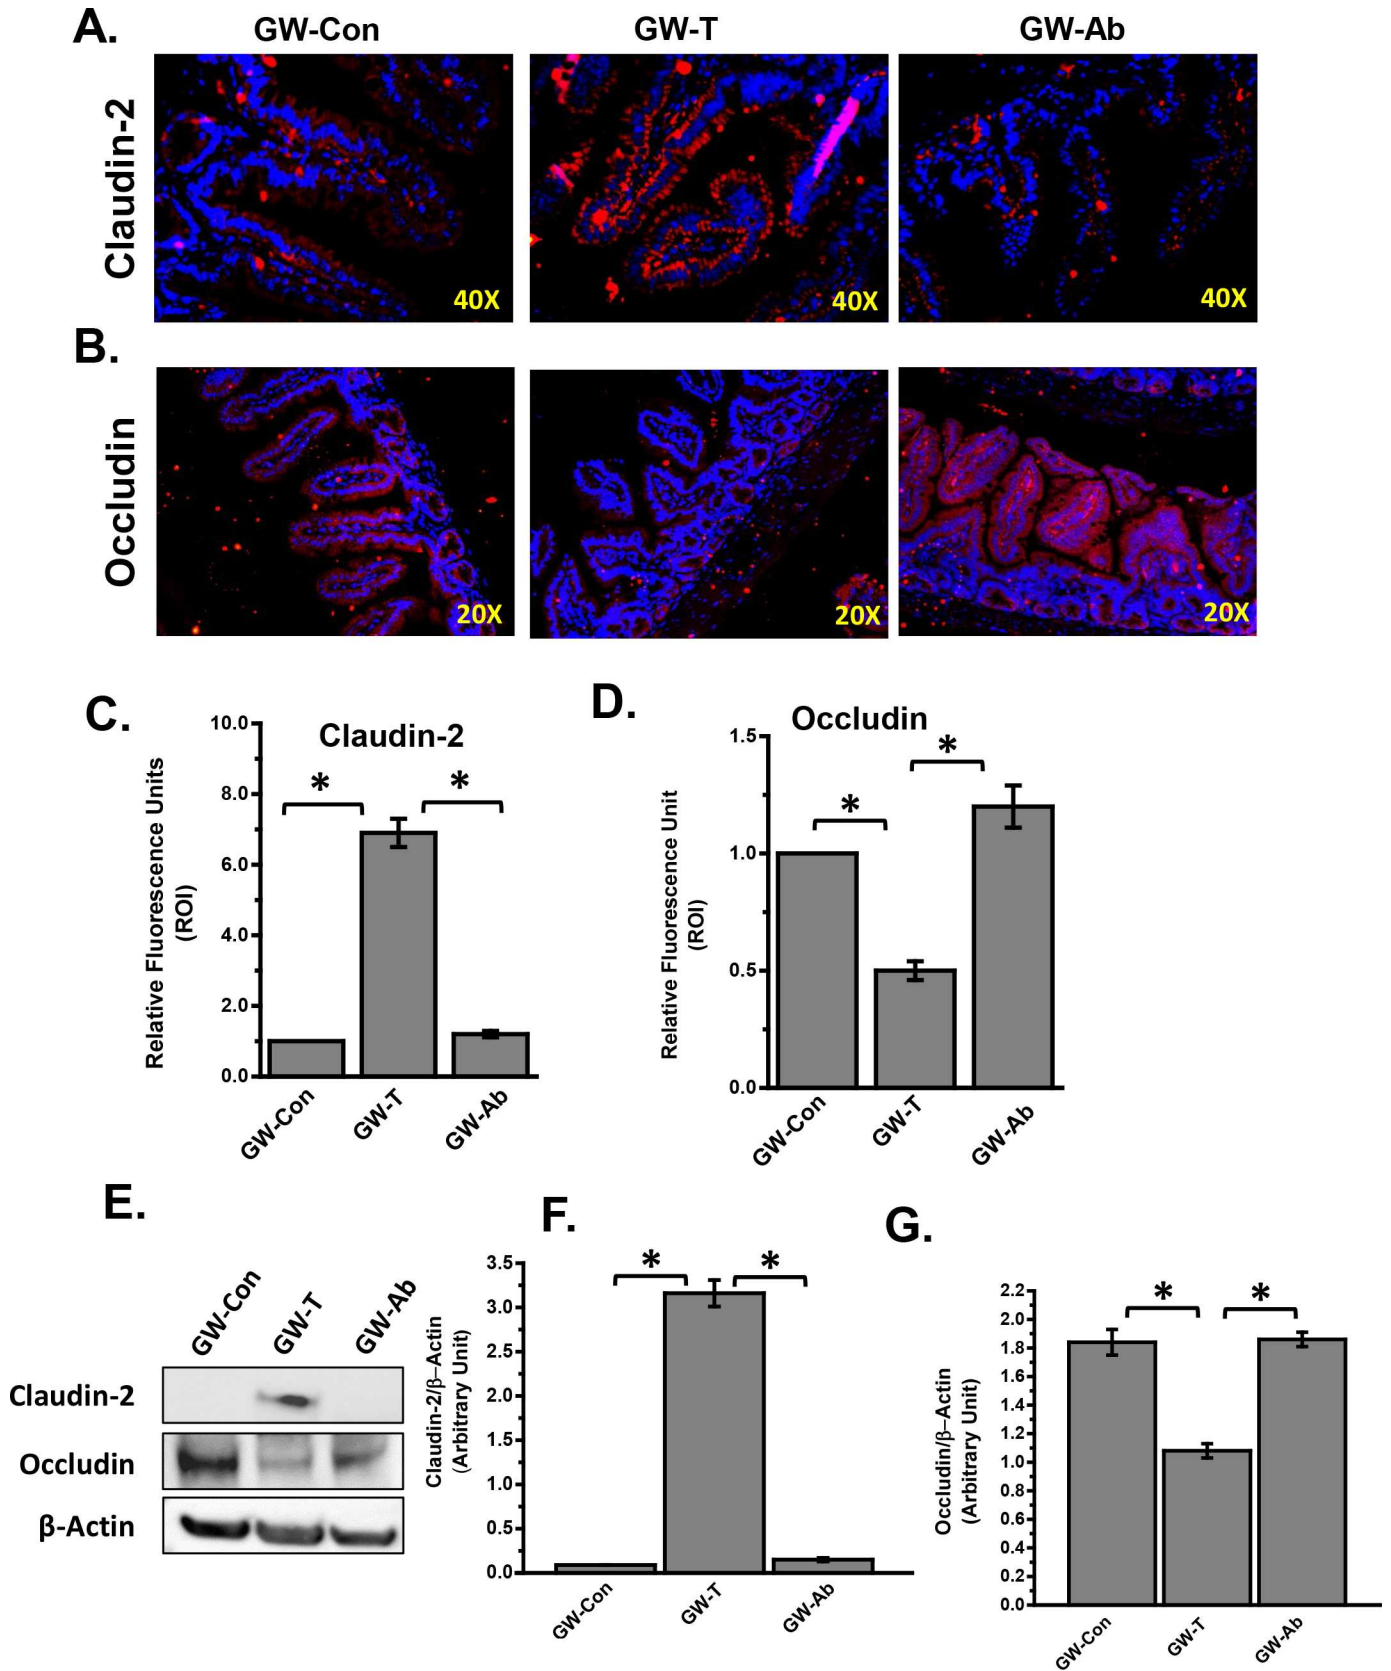 A.
GW-Con
GW-T
GW-Ab
Claudin-2
40X
40X
40X
B.
Occludin
20X
20X
20X
C.
Claudin-2
Relative Fluorescence Units
(ROI)
10.0
8.0
6.0
4.0
2.0
0.0
*
*
GW-Con
GW-T
GW-Ab
D.
Occludin
Relative Fluorescence Unit
(ROI)
1.5
1.0
0.5
0.0
*
*
GW-Con
GW-T
GW-Ab
E.
GW-Con
GW-T
GW-Ab
Claudin-2
Occludin
β-Actin
F.
Claudin-2/β–Actin
(Arbitrary Unit)
3.5
3.0
2.5
2.0
1.5
1.0
0.5
0.0
*
*
GW-Con
GW-T
GW-Ab
G.
Occludin/β–Actin
(Arbitrary Unit)
2.2
2.0
1.8
1.6
1.4
1.2
1.0
0.8
0.6
0.4
0.2
0.0
*
*
GW-Con
GW-T
GW-Ab